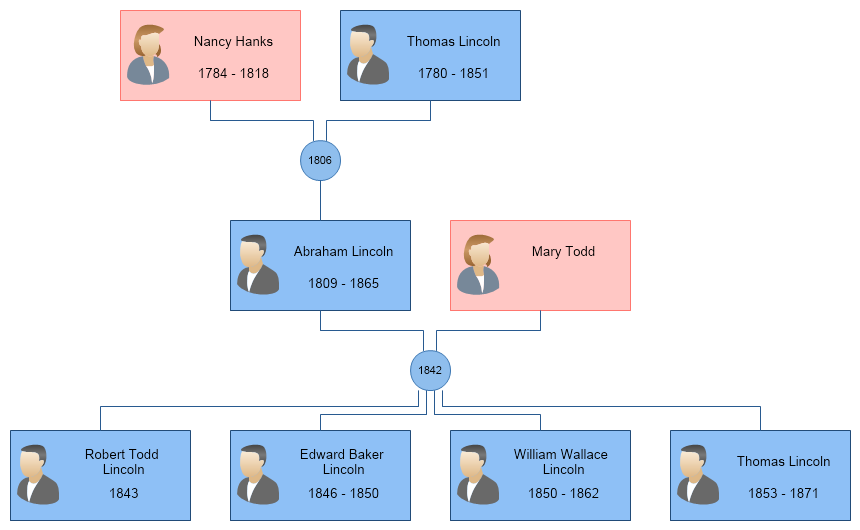 Nancy Hanks
1784 - 1818
Thomas Lincoln
1780 - 1851
1806
Abraham Lincoln
1809 - 1865
Mary Todd
1842
Robert Todd
Lincoln
1843
Edward Baker
Lincoln
1846 - 1850
William Wallace
Lincoln
1850 - 1862
Thomas Lincoln
1853 - 1871